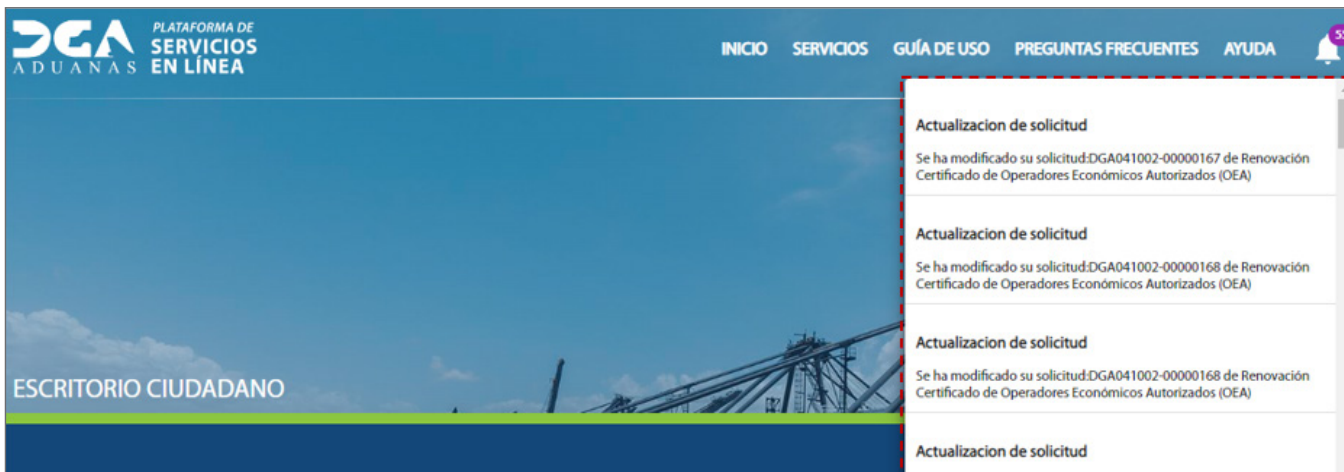 DGA
ADUANAS
PLATAFORMA DE
SERVICIOS
EN LÍNEA
INICIO SERVICIOS GUÍA DE USO PREGUNTAS FRECUENTES AYUDA
Actualizacion de solicitud
Se ha modificado su solicitud:DGA041002-00000167 de Renovación
Certificado de Operadores Económicos Autorizados (OEA)
Actualizacion de solicitud
Se ha modificado su solicitud:DGA041002-00000168 de Renovación
Certificado de Operadores Económicos Autorizados (OEA)
Actualizacion de solicitud
Se ha modificado su solicitud:DGA041002-00000168 de Renovación
Certificado de Operadores Económicos Autorizados (OEA)
Actualizacion de solicitud
ESCRITORIO CIUDADANO